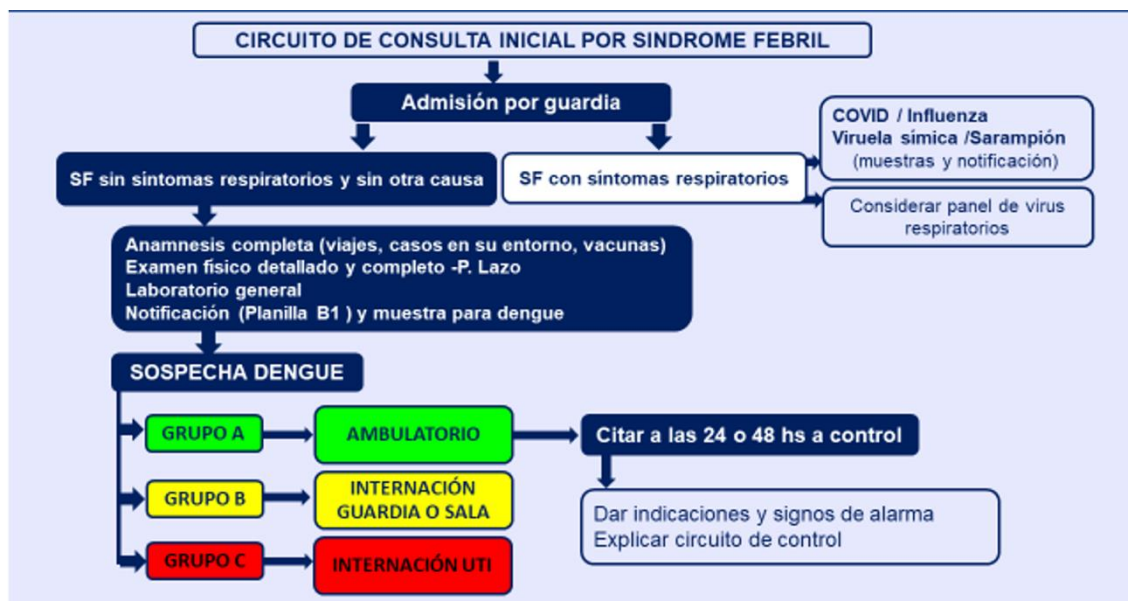 CIRCUITO DE CONSULTA INICIAL POR SINDROME FEBRIL
Admisión por guardia
SF sin síntomas respiratorios y sin otra causa
SF con síntomas respiratorios
COVID / Influenza
Viruela símica /Sarampión
(muestras y notificación)
Considerar panel de virus
respiratorios
Anamnesis completa (viajes, casos en su entorno, vacunas)
Examen físico detallado y completo -P. Lazo
Laboratorio general
Notificación (Planilla B1 ) y muestra para dengue
SOSPECHA DENGUE
GRUPO A
AMBULATORIO
Citar a las 24 o 48 hs a control
Dar indicaciones y signos de alarma
Explicar circuito de control
GRUPO B
INTERNACIÓN
GUARDIA O SALA
GRUPO C
INTERNACIÓN UTI